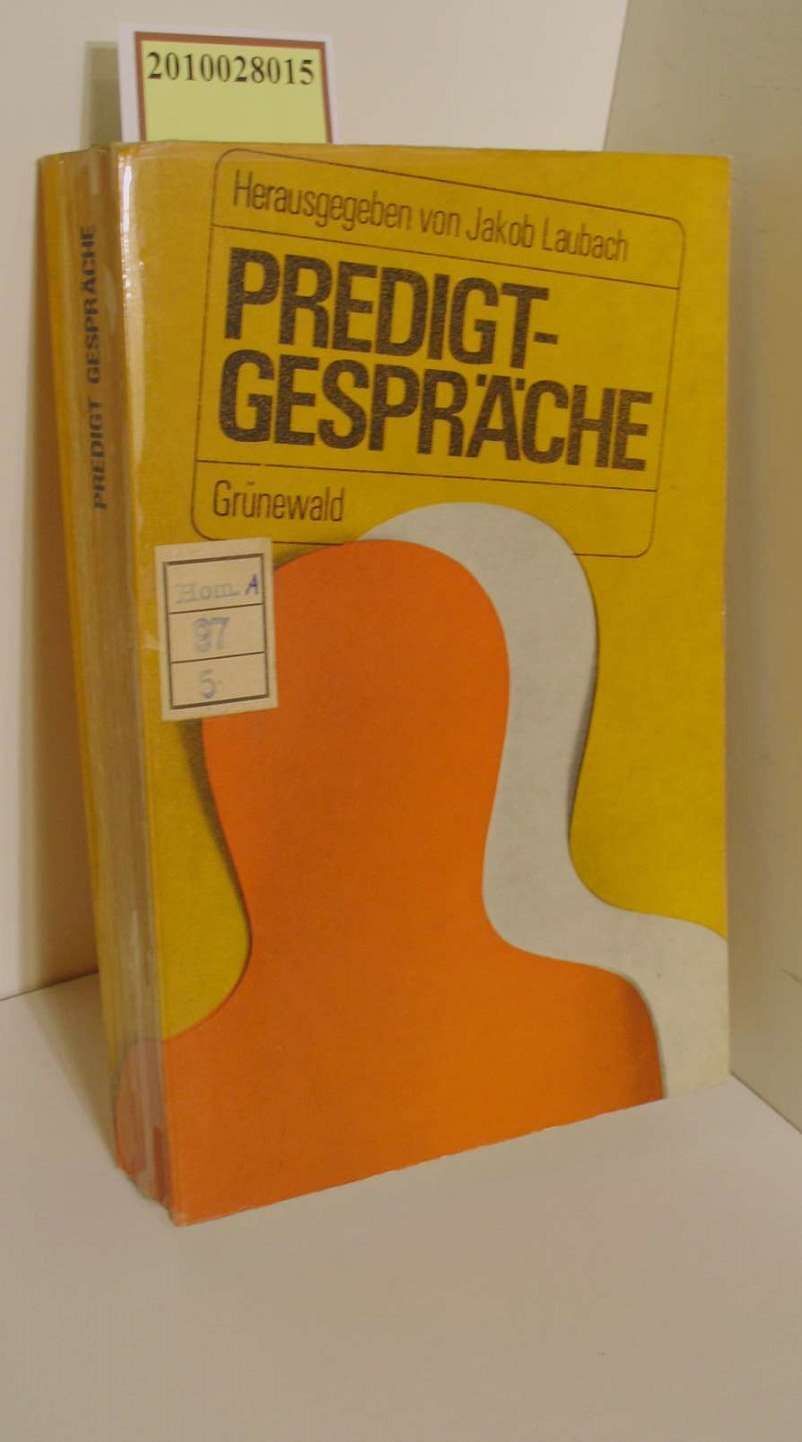 2010028015
Herausgegeben von Jakob Laubach
PREDIGT-
GESPRÄCHE
Grünewald
Hom. A
97
5.
PREDIGT GESPRÄCHE